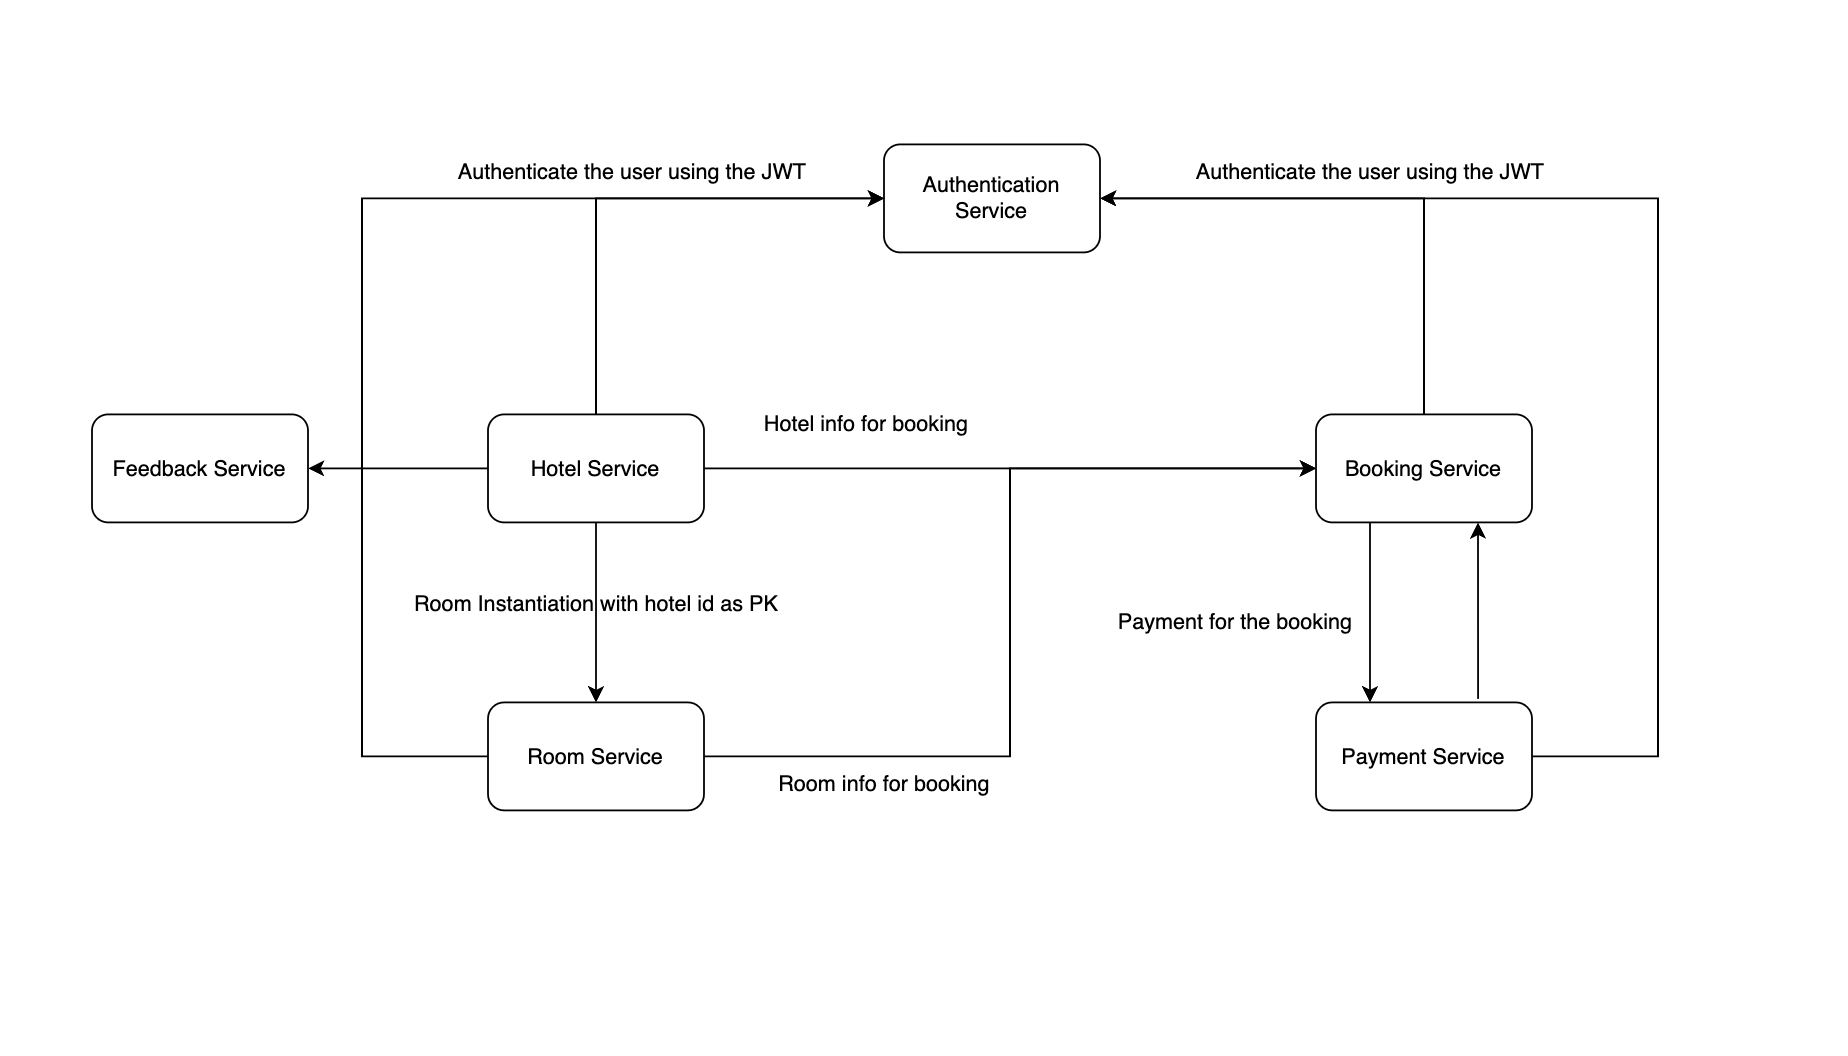 Authenticate the user using the JWT
Authentication
Service
Authenticate the user using the JWT
Hotel info for booking
Feedback Service
Hotel Service
Booking Service
Room Instantiation with hotel id as PK
Payment for the booking
Room Service
Payment Service
Room info for booking